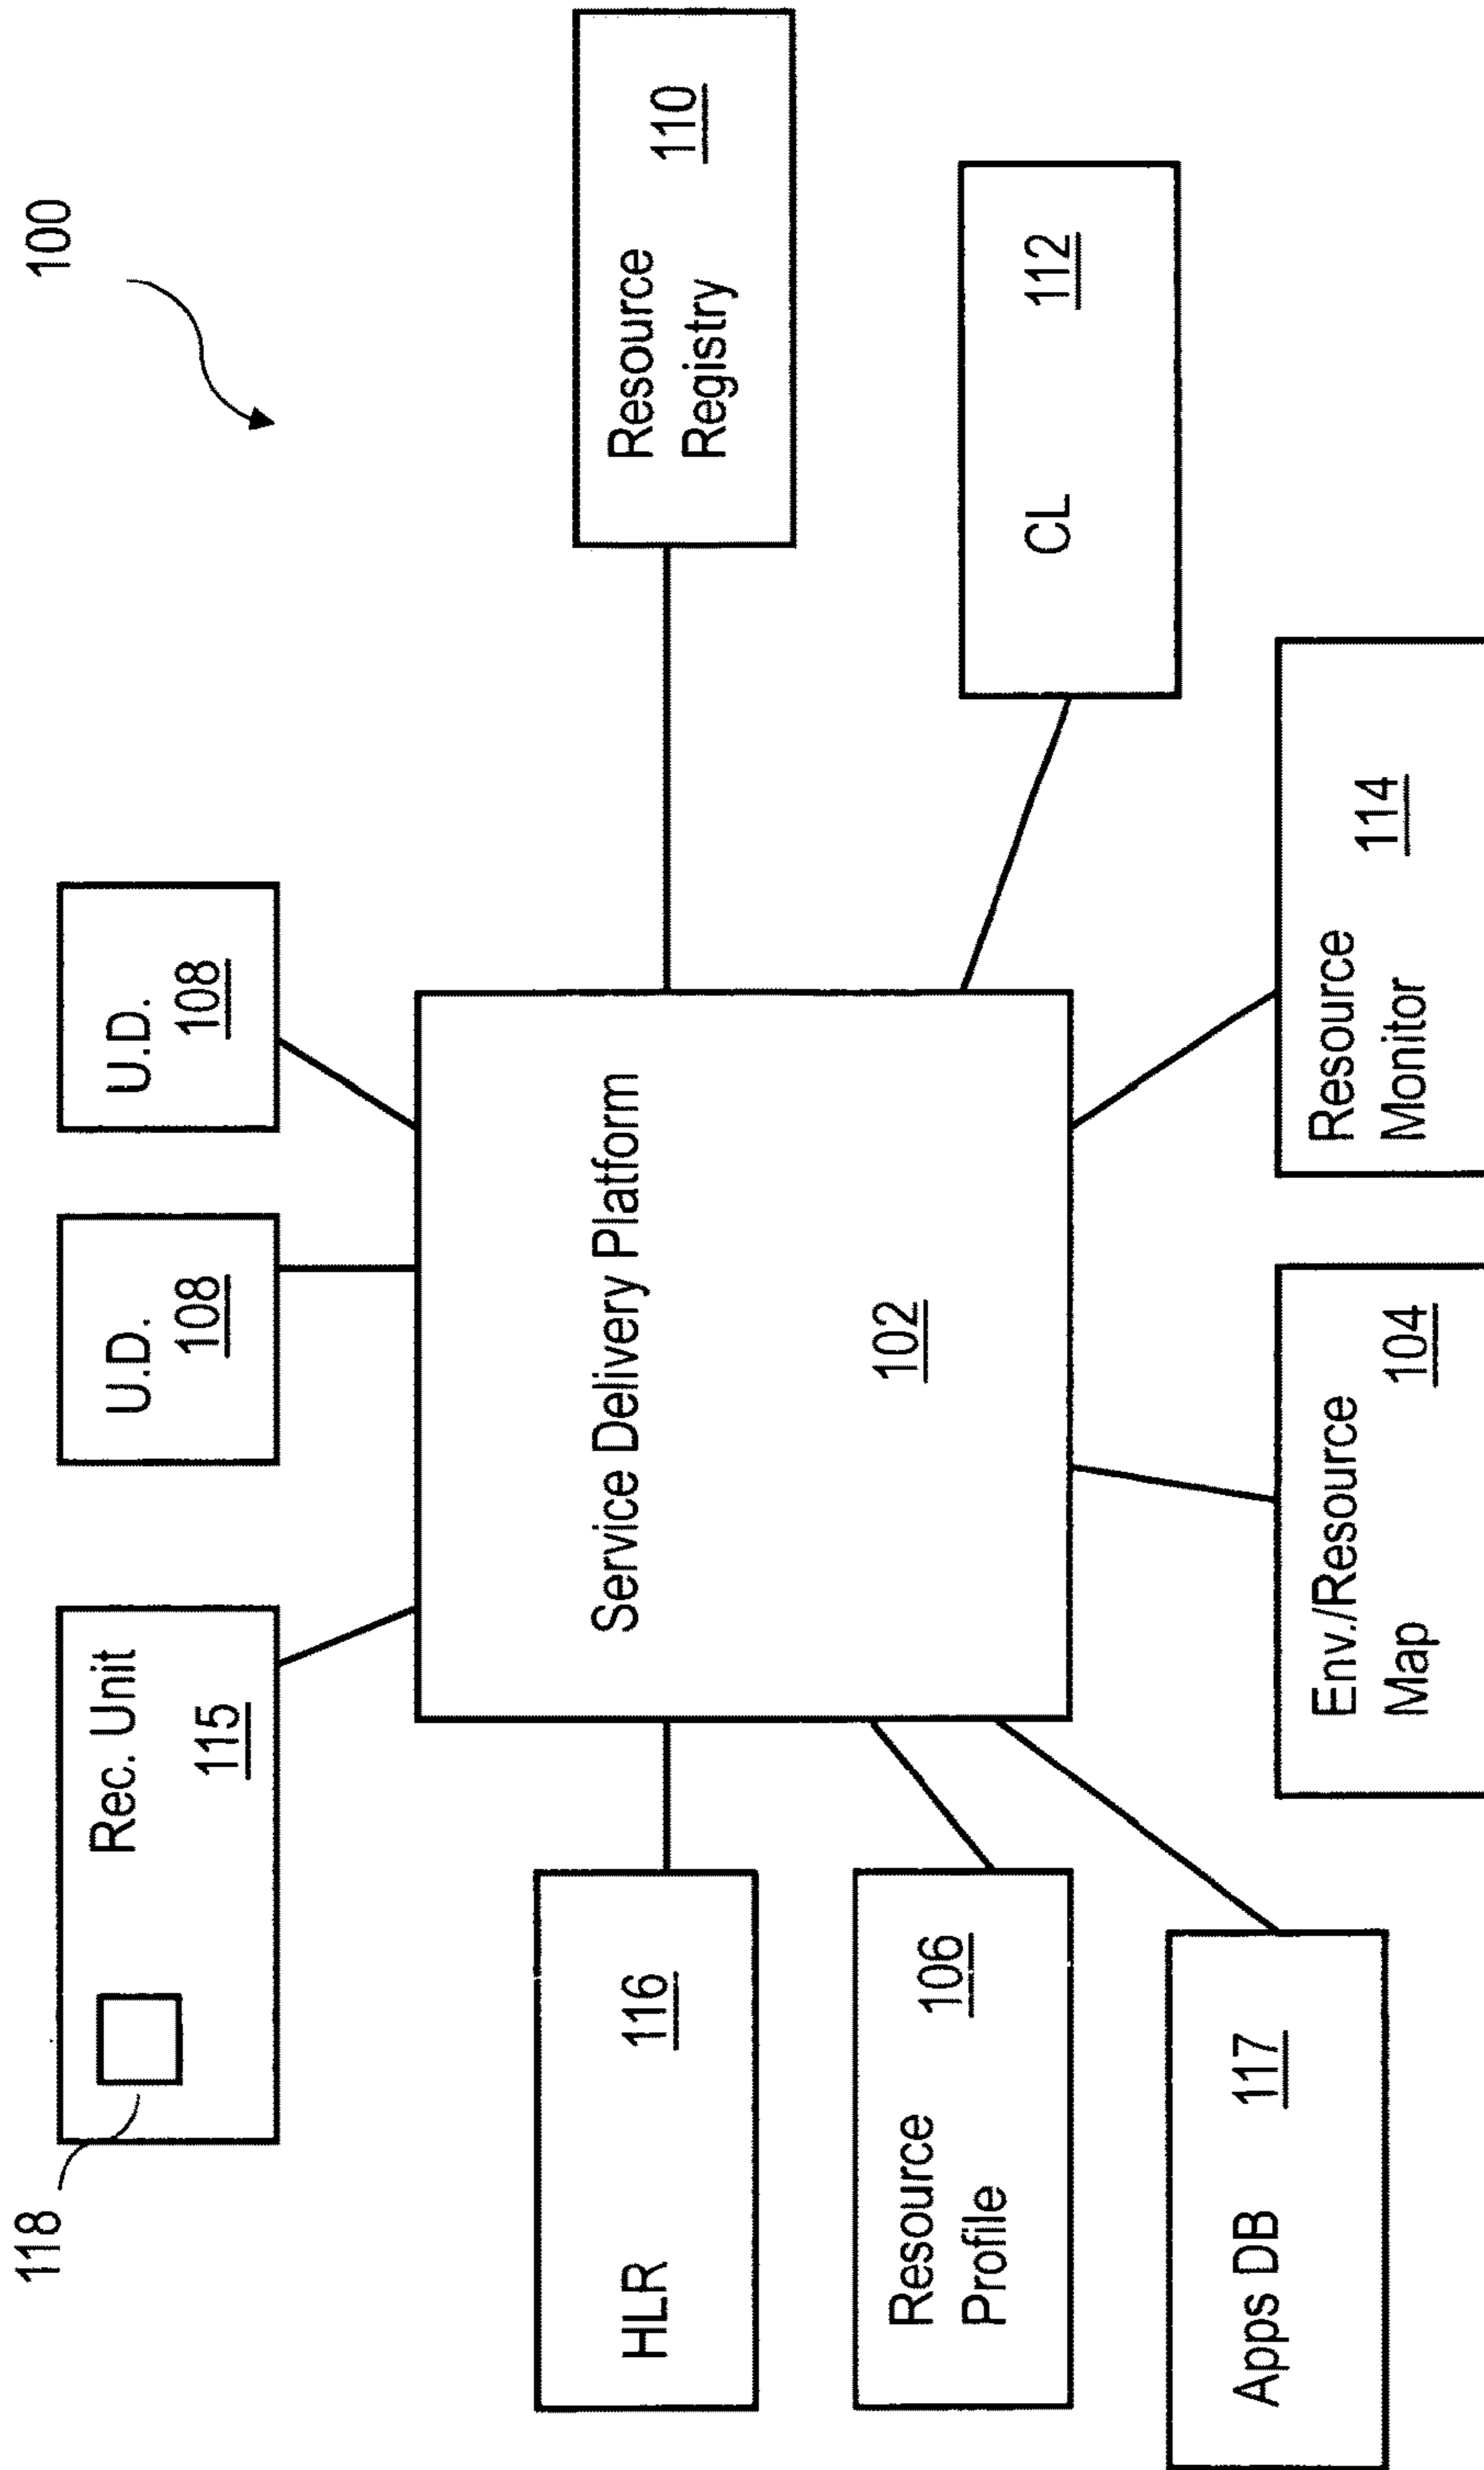 100
118
Rec. Unit
115
U.D.
108
U.D.
108
HLR
116
Service Delivery Platform
102
Resource
Registry
110
Resource
Profile
106
CL
112
Apps DB
117
Env./Resource
Map
104
Resource
Monitor
114